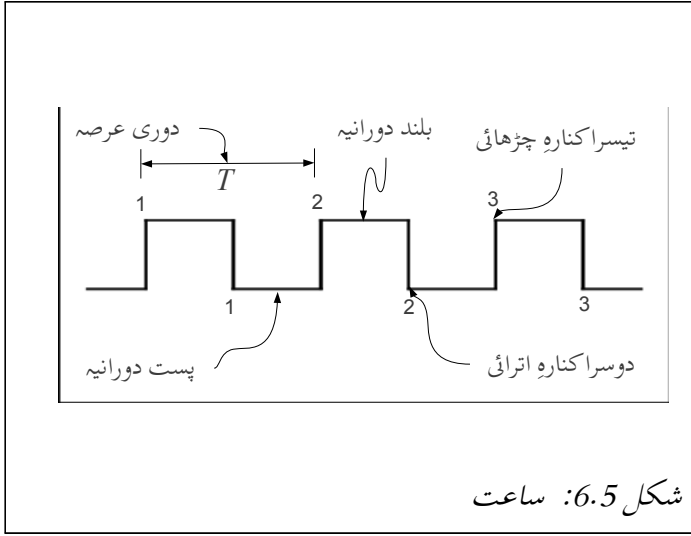 تیسرا کنارہِ چڑھائی
بلند دورانیہ
دوری عرصہ
T
1 2 3
1 2 3
دوسرا کنارہِ اترائی
پست دورانیہ
شکل 6.5: ساعت